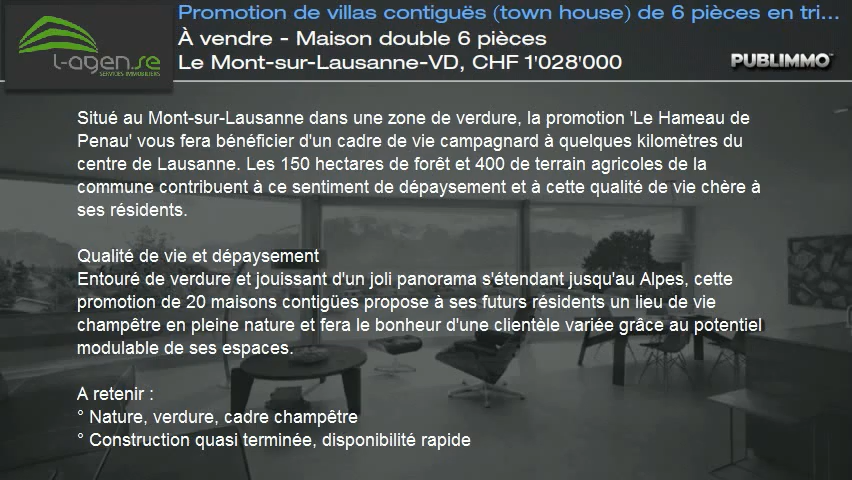 Promotion de villas contiguës (town house) de 6 pièces en tri...
À vendre - Maison double 6 pièces
Le Mont-sur-Lausanne-VD, CHF 1'028'000
L-agense
SERVICES IMMOBILIERS
PUBLIMMO
Situé au Mont-sur-Lausanne dans une zone de verdure, la promotion 'Le Hameau de
Penau' vous fera bénéficier d'un cadre de vie campagnard à quelques kilomètres du
centre de Lausanne. Les 150 hectares de forêt et 400 de terrain agricoles de la
commune contribuent à ce sentiment de dépaysement et à cette qualité de vie chère à
ses résidents.
Qualité de vie et dépaysement
Entouré de verdure et jouissant d'un joli panorama s'étendant jusqu'au Alpes, cette
promotion de 20 maisons contigües propose à ses futurs résidents un lieu de vie
champêtre en pleine nature et fera le bonheur d'une clientèle variée grâce au potentiel
modulable de ses espaces.
A retenir :
° Nature, verdure, cadre champêtre
° Construction quasi terminée, disponibilité rapide